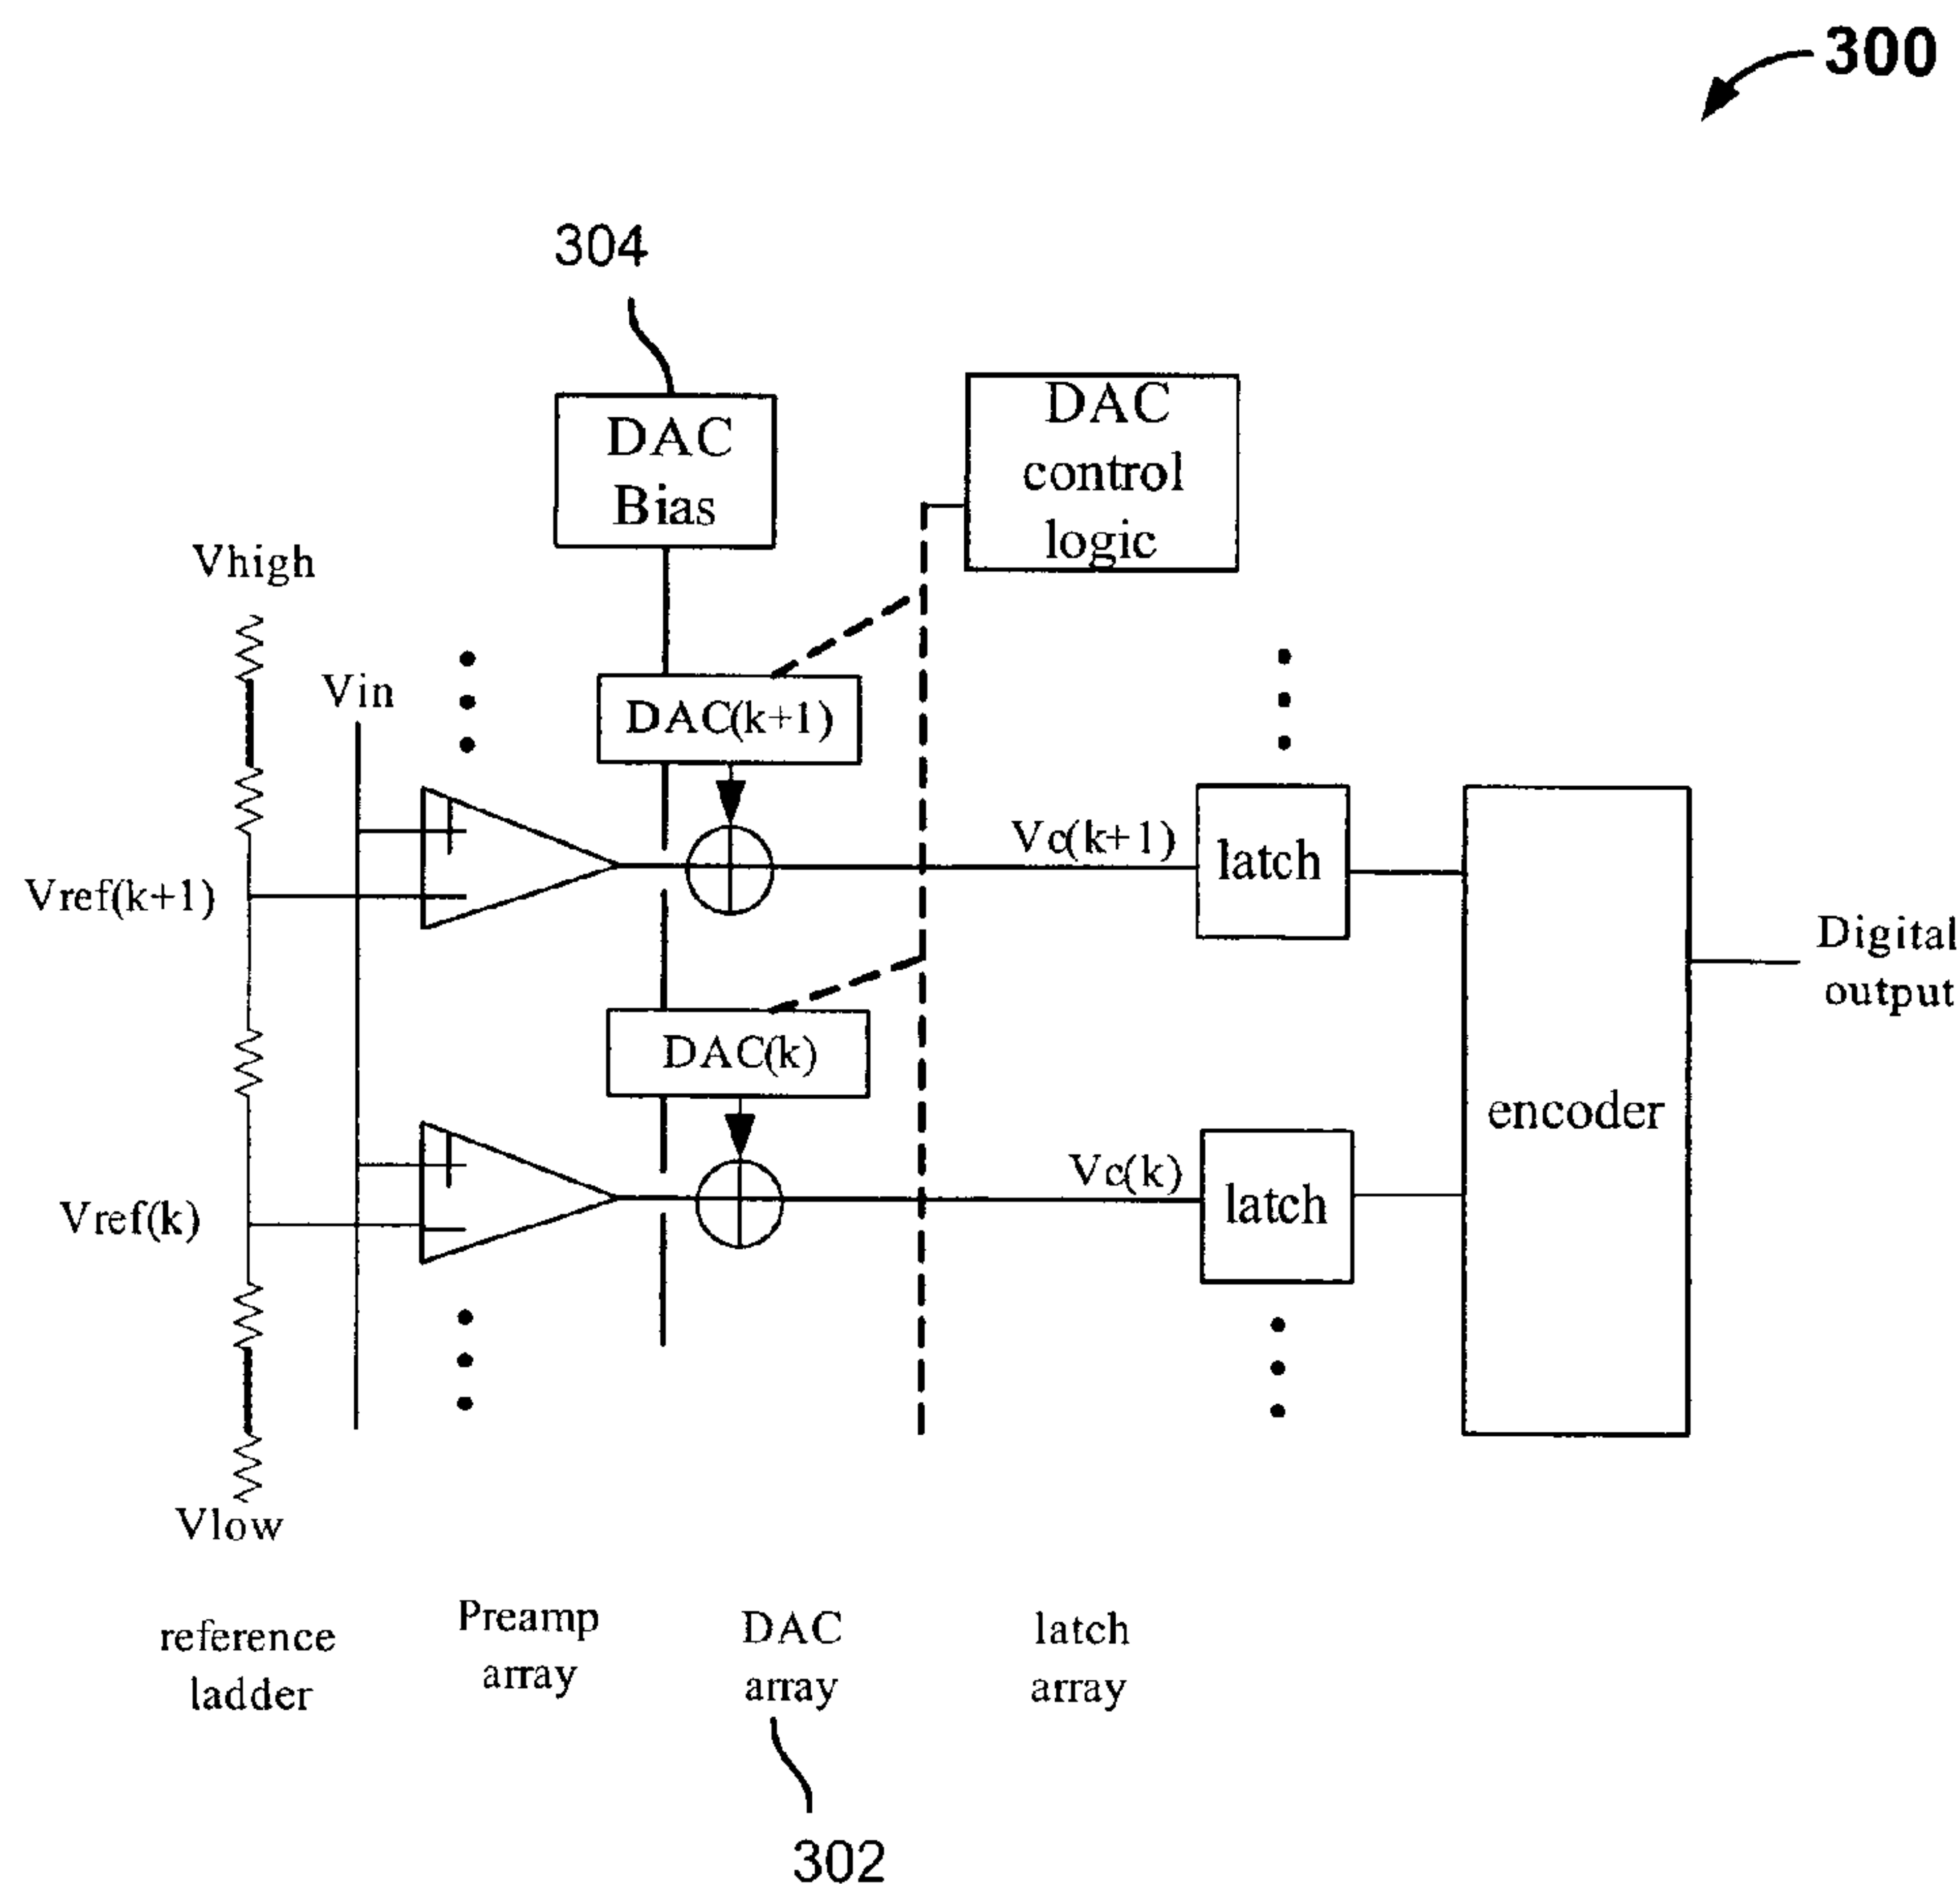 300
304
DAC
Bias
DAC
control
logic
Vhigh
Vin
DAC(k+1)
Vc(k+1)
latch
Vref(k+1)
Digital
output
DAC(k)
encoder
Vc(k)
latch
Vref(k)
Vlow
reference
ladder
Preamp
array
DAC
array
latch
array
302